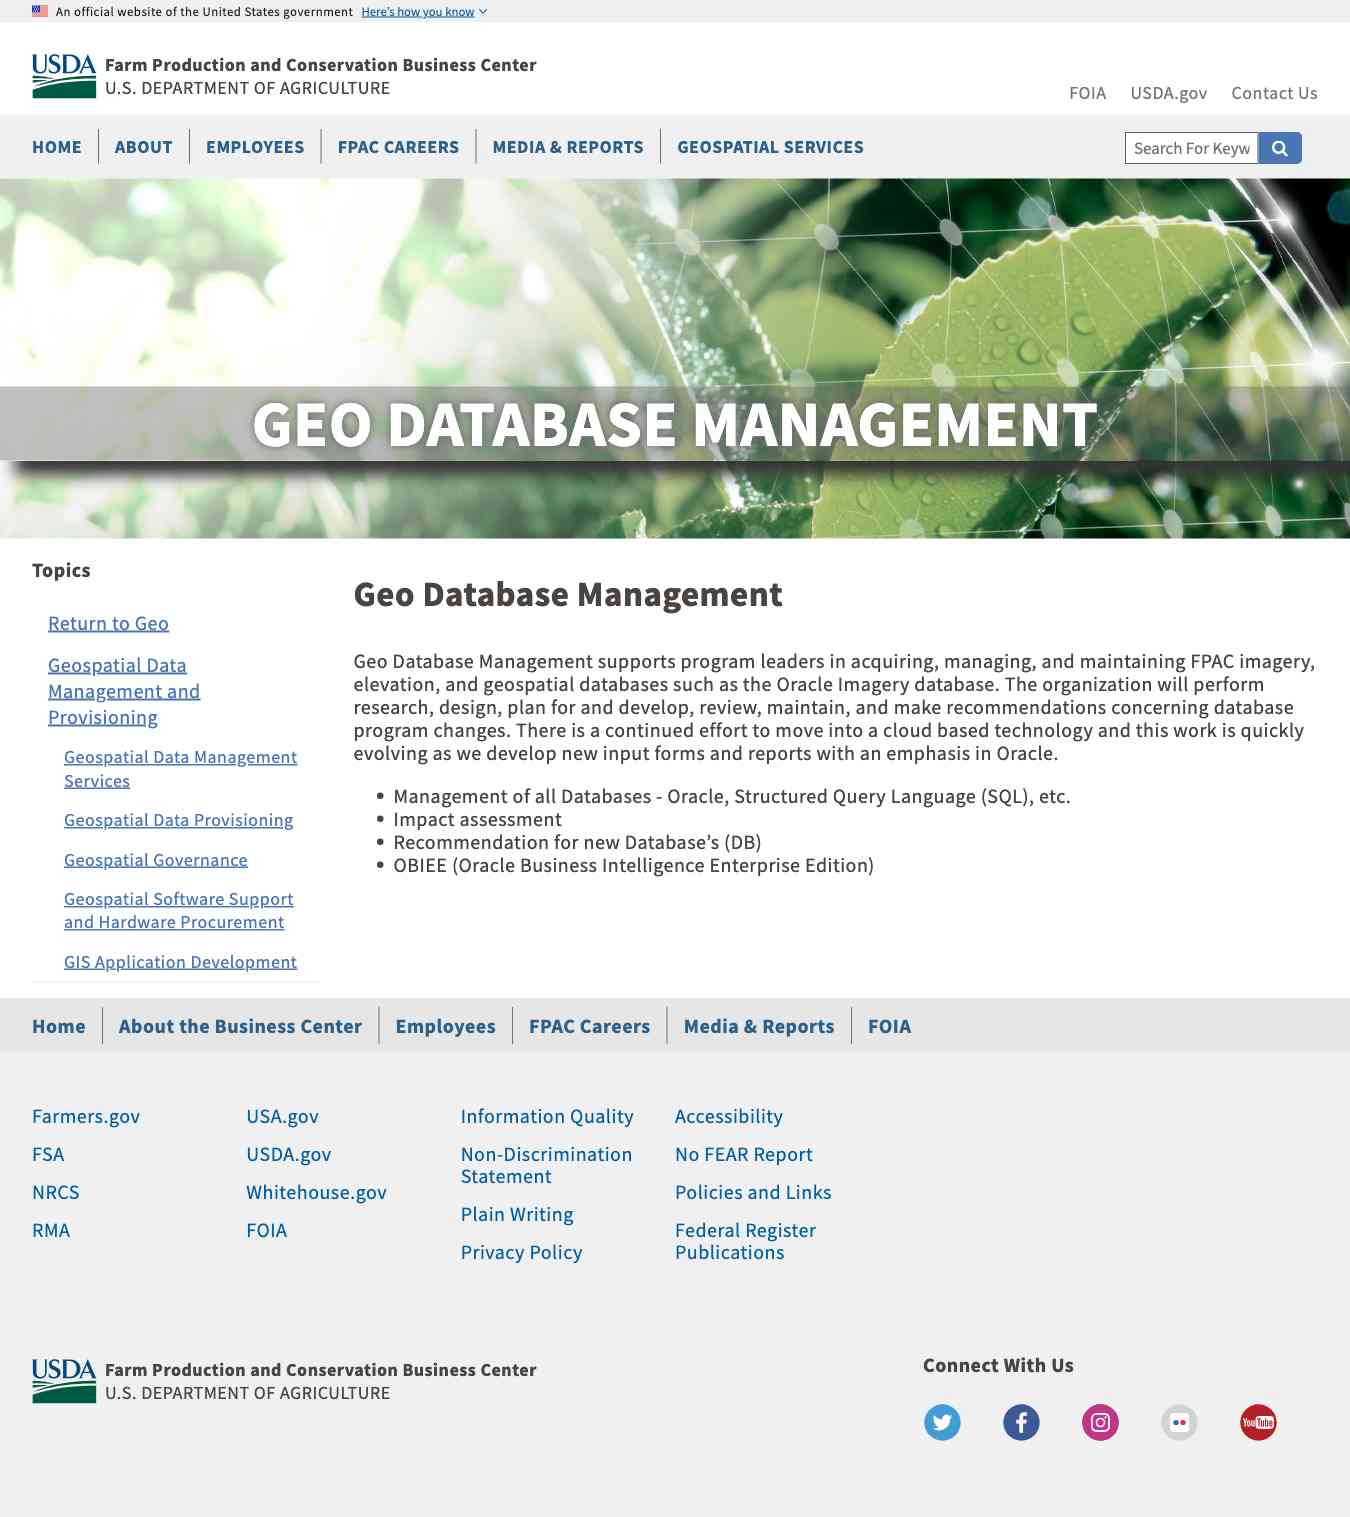 An official website of the United States government Here's how you know
USDA
Farm Production and Conservation Business Center
U.S. DEPARTMENT OF AGRICULTURE
FOIA USDA.gov Contact Us
HOME ABOUT EMPLOYEES FPAC CAREERS MEDIA & REPORTS GEOSPATIAL SERVICES
Search For Keyw
GEO DATABASE MANAGEMENT
Topics
Return to Geo
Geospatial Data
Management and
Provisioning
Geospatial Data Management
Services
Geospatial Data Provisioning
Geospatial Governance
Geospatial Software Support
and Hardware Procurement
GIS Application Development
Geo Database Management
Geo Database Management supports program leaders in acquiring, managing, and maintaining FPAC imagery,
elevation, and geospatial databases such as the Oracle Imagery database. The organization will perform
research, design, plan for and develop, review, maintain, and make recommendations concerning database
program changes. There is a continued effort to move into a cloud based technology and this work is quickly
evolving as we develop new input forms and reports with an emphasis in Oracle.
• Management of all Databases - Oracle, Structured Query Language (SQL), etc.
• Impact assessment
• Recommendation for new Database’s (DB)
• OBIEE (Oracle Business Intelligence Enterprise Edition)
Home About the Business Center Employees FPAC Careers Media & Reports FOIA
Farmers.gov
FSA
NRCS
RMA
USA.gov
USDA.gov
Whitehouse.gov
FOIA
Information Quality
Non-Discrimination
Statement
Plain Writing
Privacy Policy
Accessibility
No FEAR Report
Policies and Links
Federal Register
Publications
USDA
Farm Production and Conservation Business Center
U.S. DEPARTMENT OF AGRICULTURE
Connect With Us
YouTube